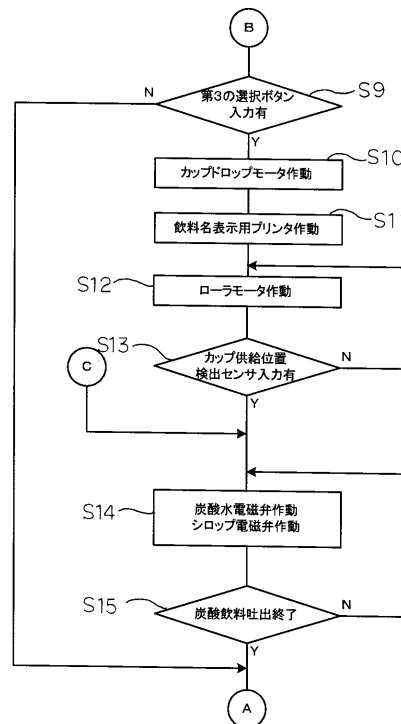 B
N
第3の選択ボタン
入力有
S9
Y
カップドロップモータ作動
S10
飲料名表示用プリンタ作動
S1
S12
ローラモータ作動
S13
カップ供給位置
検出センサ入力有
N
C
Y
S14
炭酸水電磁弁作動
シロップ電磁弁作動
S15
炭酸飲料吐出終了
N
Y
A